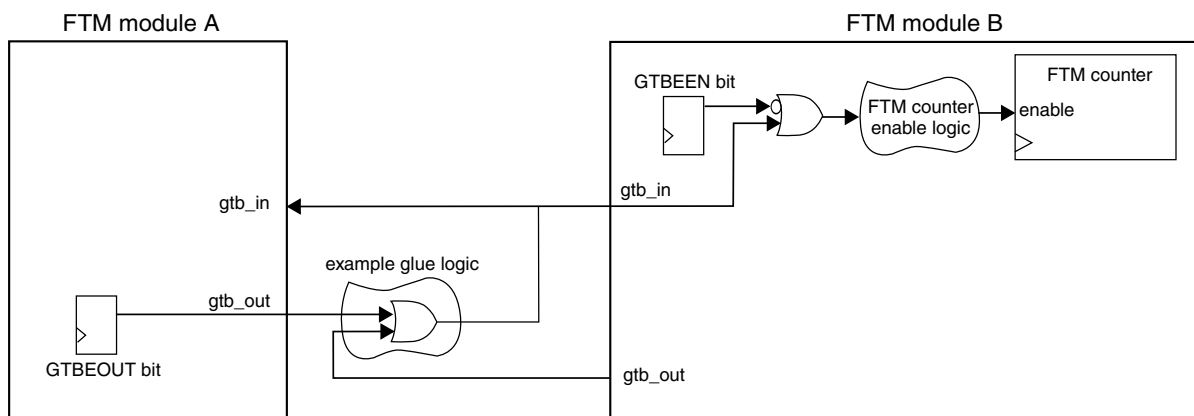 FTM module A
FTM module B
GTBEEN bit
FTM counter
enable
FTM counter
enable logic
gtb_in
gtb_in
example glue logic
gtb_out
GTBEOUT bit
gtb_out